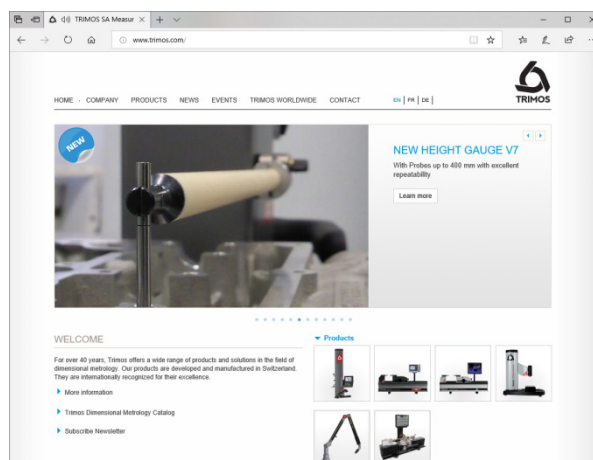 TRIMOS SA Measur
www.trimos.com/
TRIMOS
HOME
COMPANY
PRODUCTS
NEWS
EVENTS
TRIMOS WORLDWIDE
CONTACT
EN | FR | DE |
NEW
NEW HEIGHT GAUGE V7
With Probes up to 400 mm with excellent
repeatability
Learn more
WELCOME
For over 40 years, Trimos offers a wide range of products and solutions in the field of
dimensional metrology. Our products are developed and manufactured in Switzerland.
They are internationally recognized for their excellence.
More information
Trimos Dimensional Metrology Catalog
Subscribe Newsletter
Products